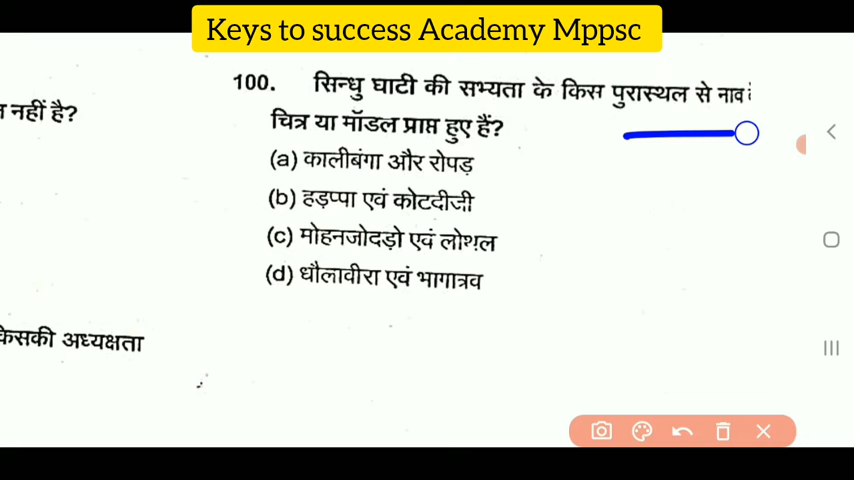 Keys to success Academy Mppsc
नहीं है?
100. सिन्धु घाटी की सभ्यता के किस पुरास्थल से नाव
चित्र या मॉडल प्राप्त हुए हैं?
(a) कालीबंगा और रोपड़
(b) हड़प्पा एवं कोटदीजी
(c) मोहनजोदड़ो एवं लोथल
(d) धौलावीरा एवं भागात्रव
किसकी अध्यक्षता